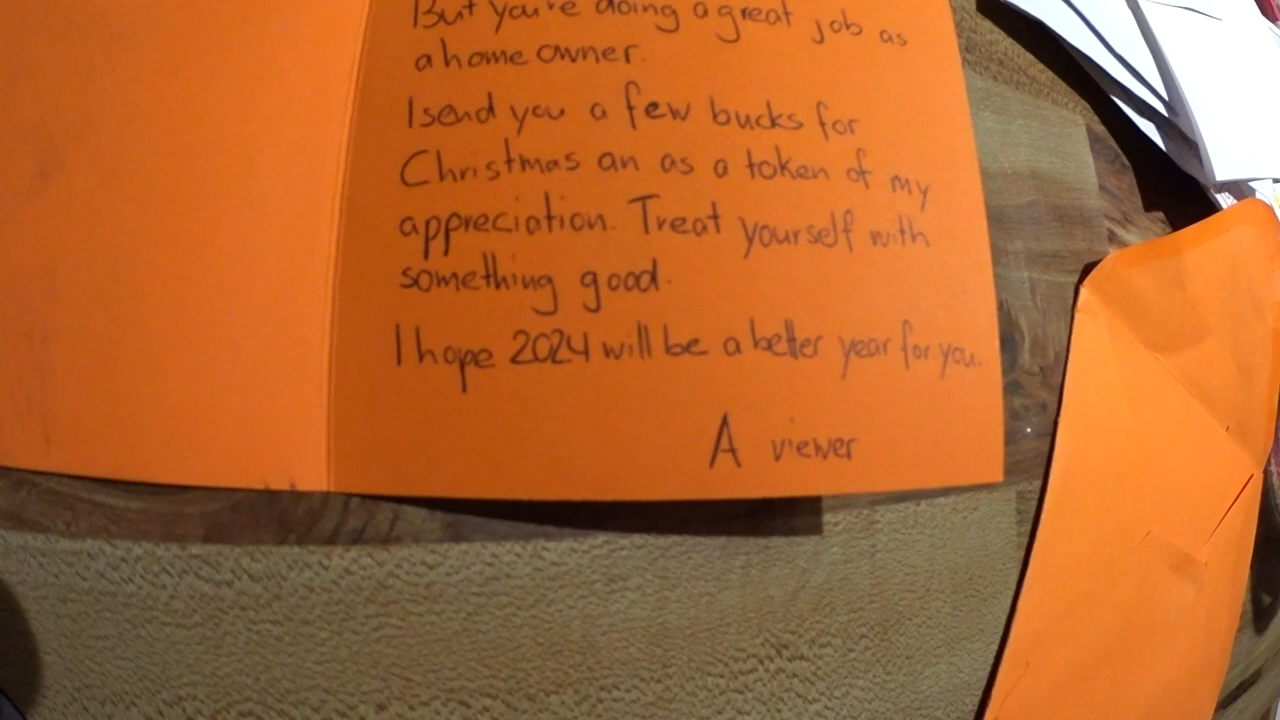 But you're doing a great job as
a home owner.
I send you a few bucks for
Christmas an as a token of my
appreciation. Treat yourself with
something good.
I hope 2024 will be a better year for you.
A viewer